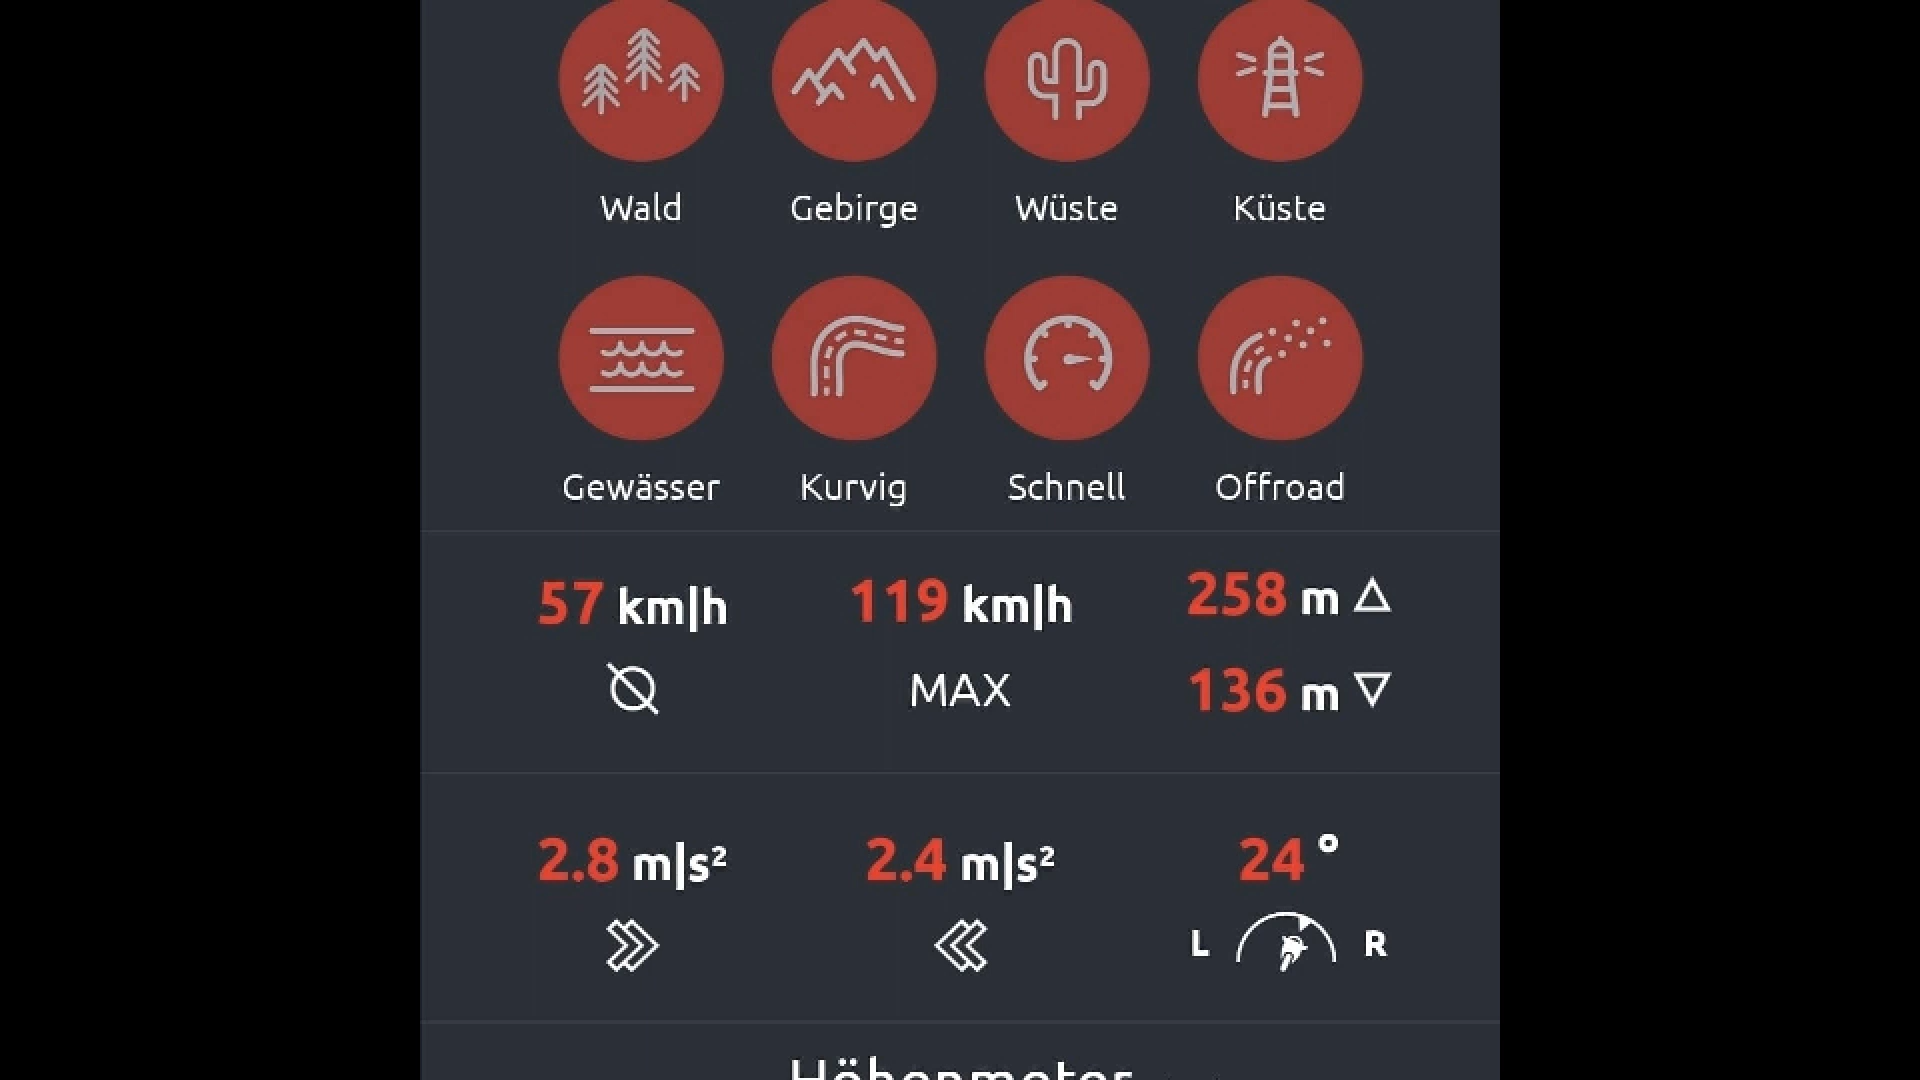 Wald Gebirge Wüste Küste
Gewässer Kurvig Schnell Offroad
57 km|h 119 km|h 258 m
MAX 136 m
2.8 m|s² 2.4 m|s² 24 °
L R
Höhenmeter